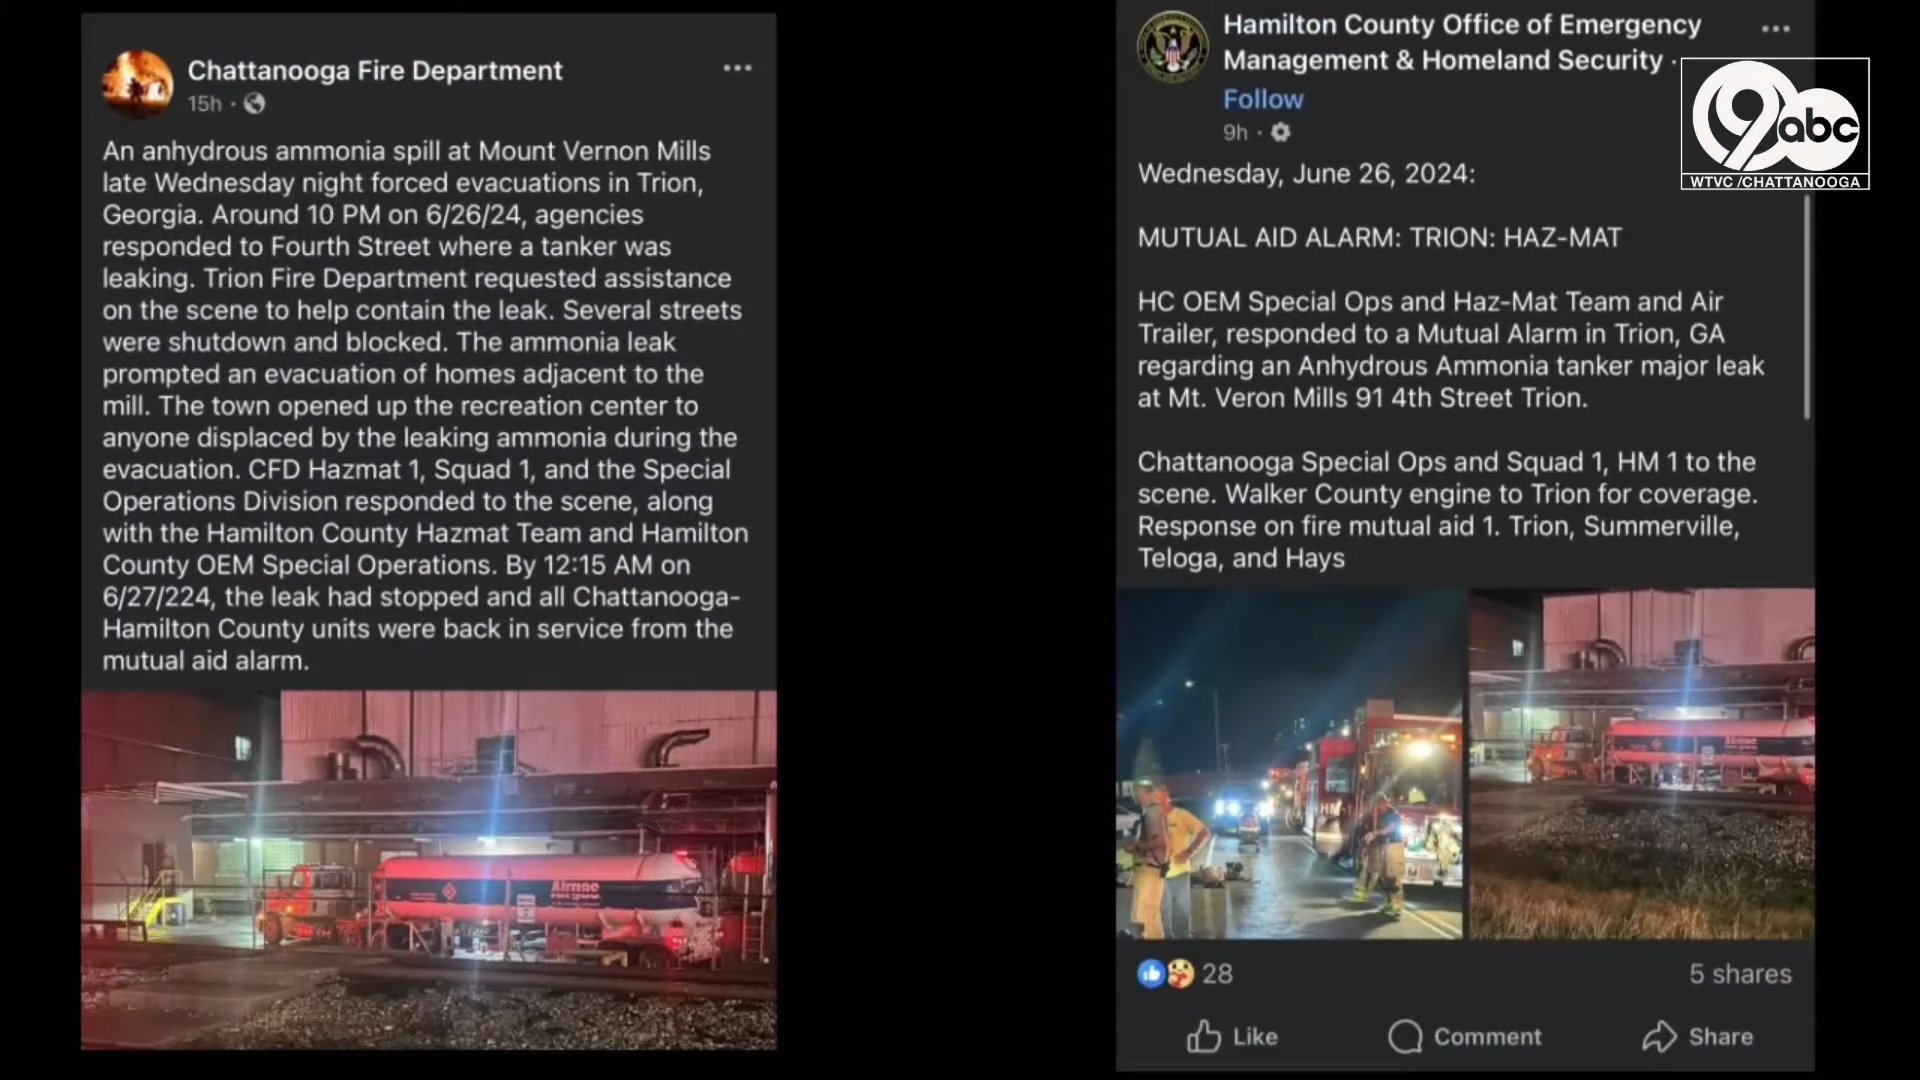 Chattanooga Fire Department
15h ·
An anhydrous ammonia spill at Mount Vernon Mills
late Wednesday night forced evacuations in Trion,
Georgia. Around 10 PM on 6/26/24, agencies
responded to Fourth Street where a tanker was
leaking. Trion Fire Department requested assistance
on the scene to help contain the leak. Several streets
were shutdown and blocked. The ammonia leak
prompted an evacuation of homes adjacent to the
mill. The town opened up the recreation center to
anyone displaced by the leaking ammonia during the
evacuation. CFD Hazmat 1, Squad 1, and the Special
Operations Division responded to the scene, along
with the Hamilton County Hazmat Team and Hamilton
County OEM Special Operations. By 12:15 AM on
6/27/224, the leak had stopped and all Chattanooga-
Hamilton County units were back in service from the
mutual aid alarm.
Airgas
Hamilton County Office of Emergency
Management & Homeland Security ·
Follow
9h ·
Wednesday, June 26, 2024:
MUTUAL AID ALARM: TRION: HAZ-MAT
HC OEM Special Ops and Haz-Mat Team and Air
Trailer, responded to a Mutual Alarm in Trion, GA
regarding an Anhydrous Ammonia tanker major leak
at Mt. Veron Mills 91 4th Street Trion.
Chattanooga Special Ops and Squad 1, HM 1 to the
scene. Walker County engine to Trion for coverage.
Response on fire mutual aid 1. Trion, Summerville,
Teloga, and Hays
Airgas
28
5 shares
Like
Comment
Share
9 abc
WTVC / CHATTANOOGA